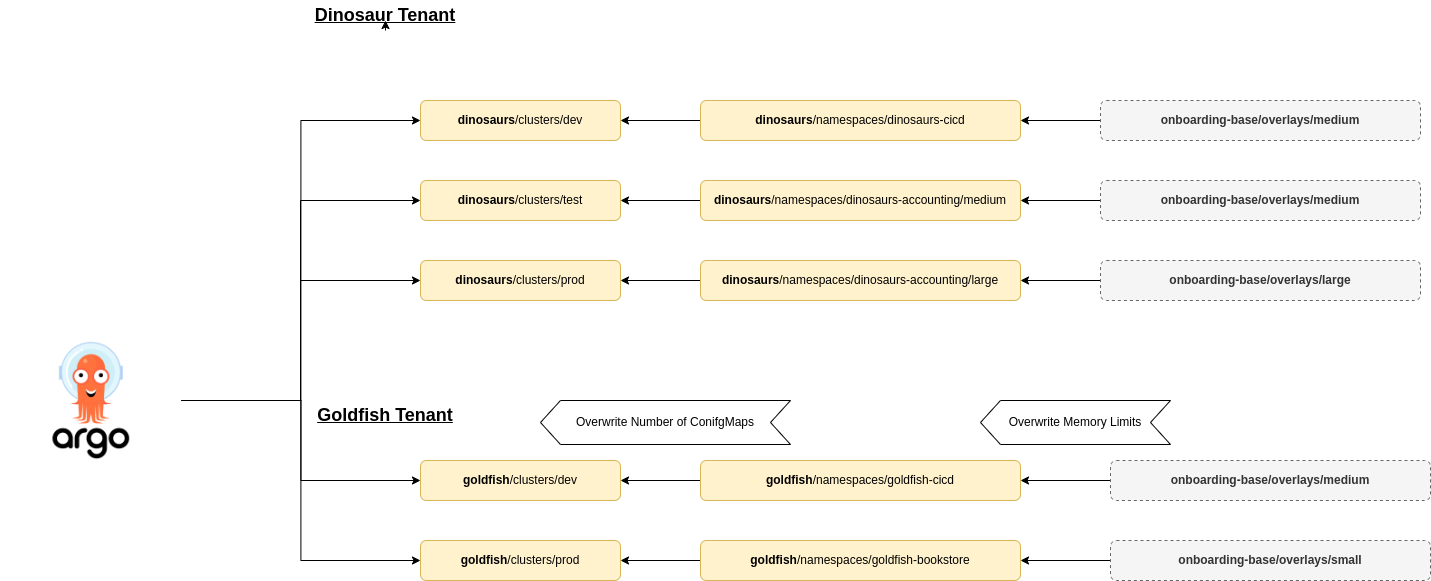 Dinosaur Tenant
dinosaurs/clusters/dev
dinosaurs/namespaces/dinosaurs-cicd
onboarding-base/overlays/medium
dinosaurs/clusters/test
dinosaurs/namespaces/dinosaurs-accounting/medium
onboarding-base/overlays/medium
dinosaurs/clusters/prod
dinosaurs/namespaces/dinosaurs-accounting/large
onboarding-base/overlays/large
argo
Goldfish Tenant
Overwrite Number of ConifgMaps
Overwrite Memory Limits
goldfish/clusters/dev
goldfish/namespaces/goldfish-cicd
onboarding-base/overlays/medium
goldfish/clusters/prod
goldfish/namespaces/goldfish-bookstore
onboarding-base/overlays/small